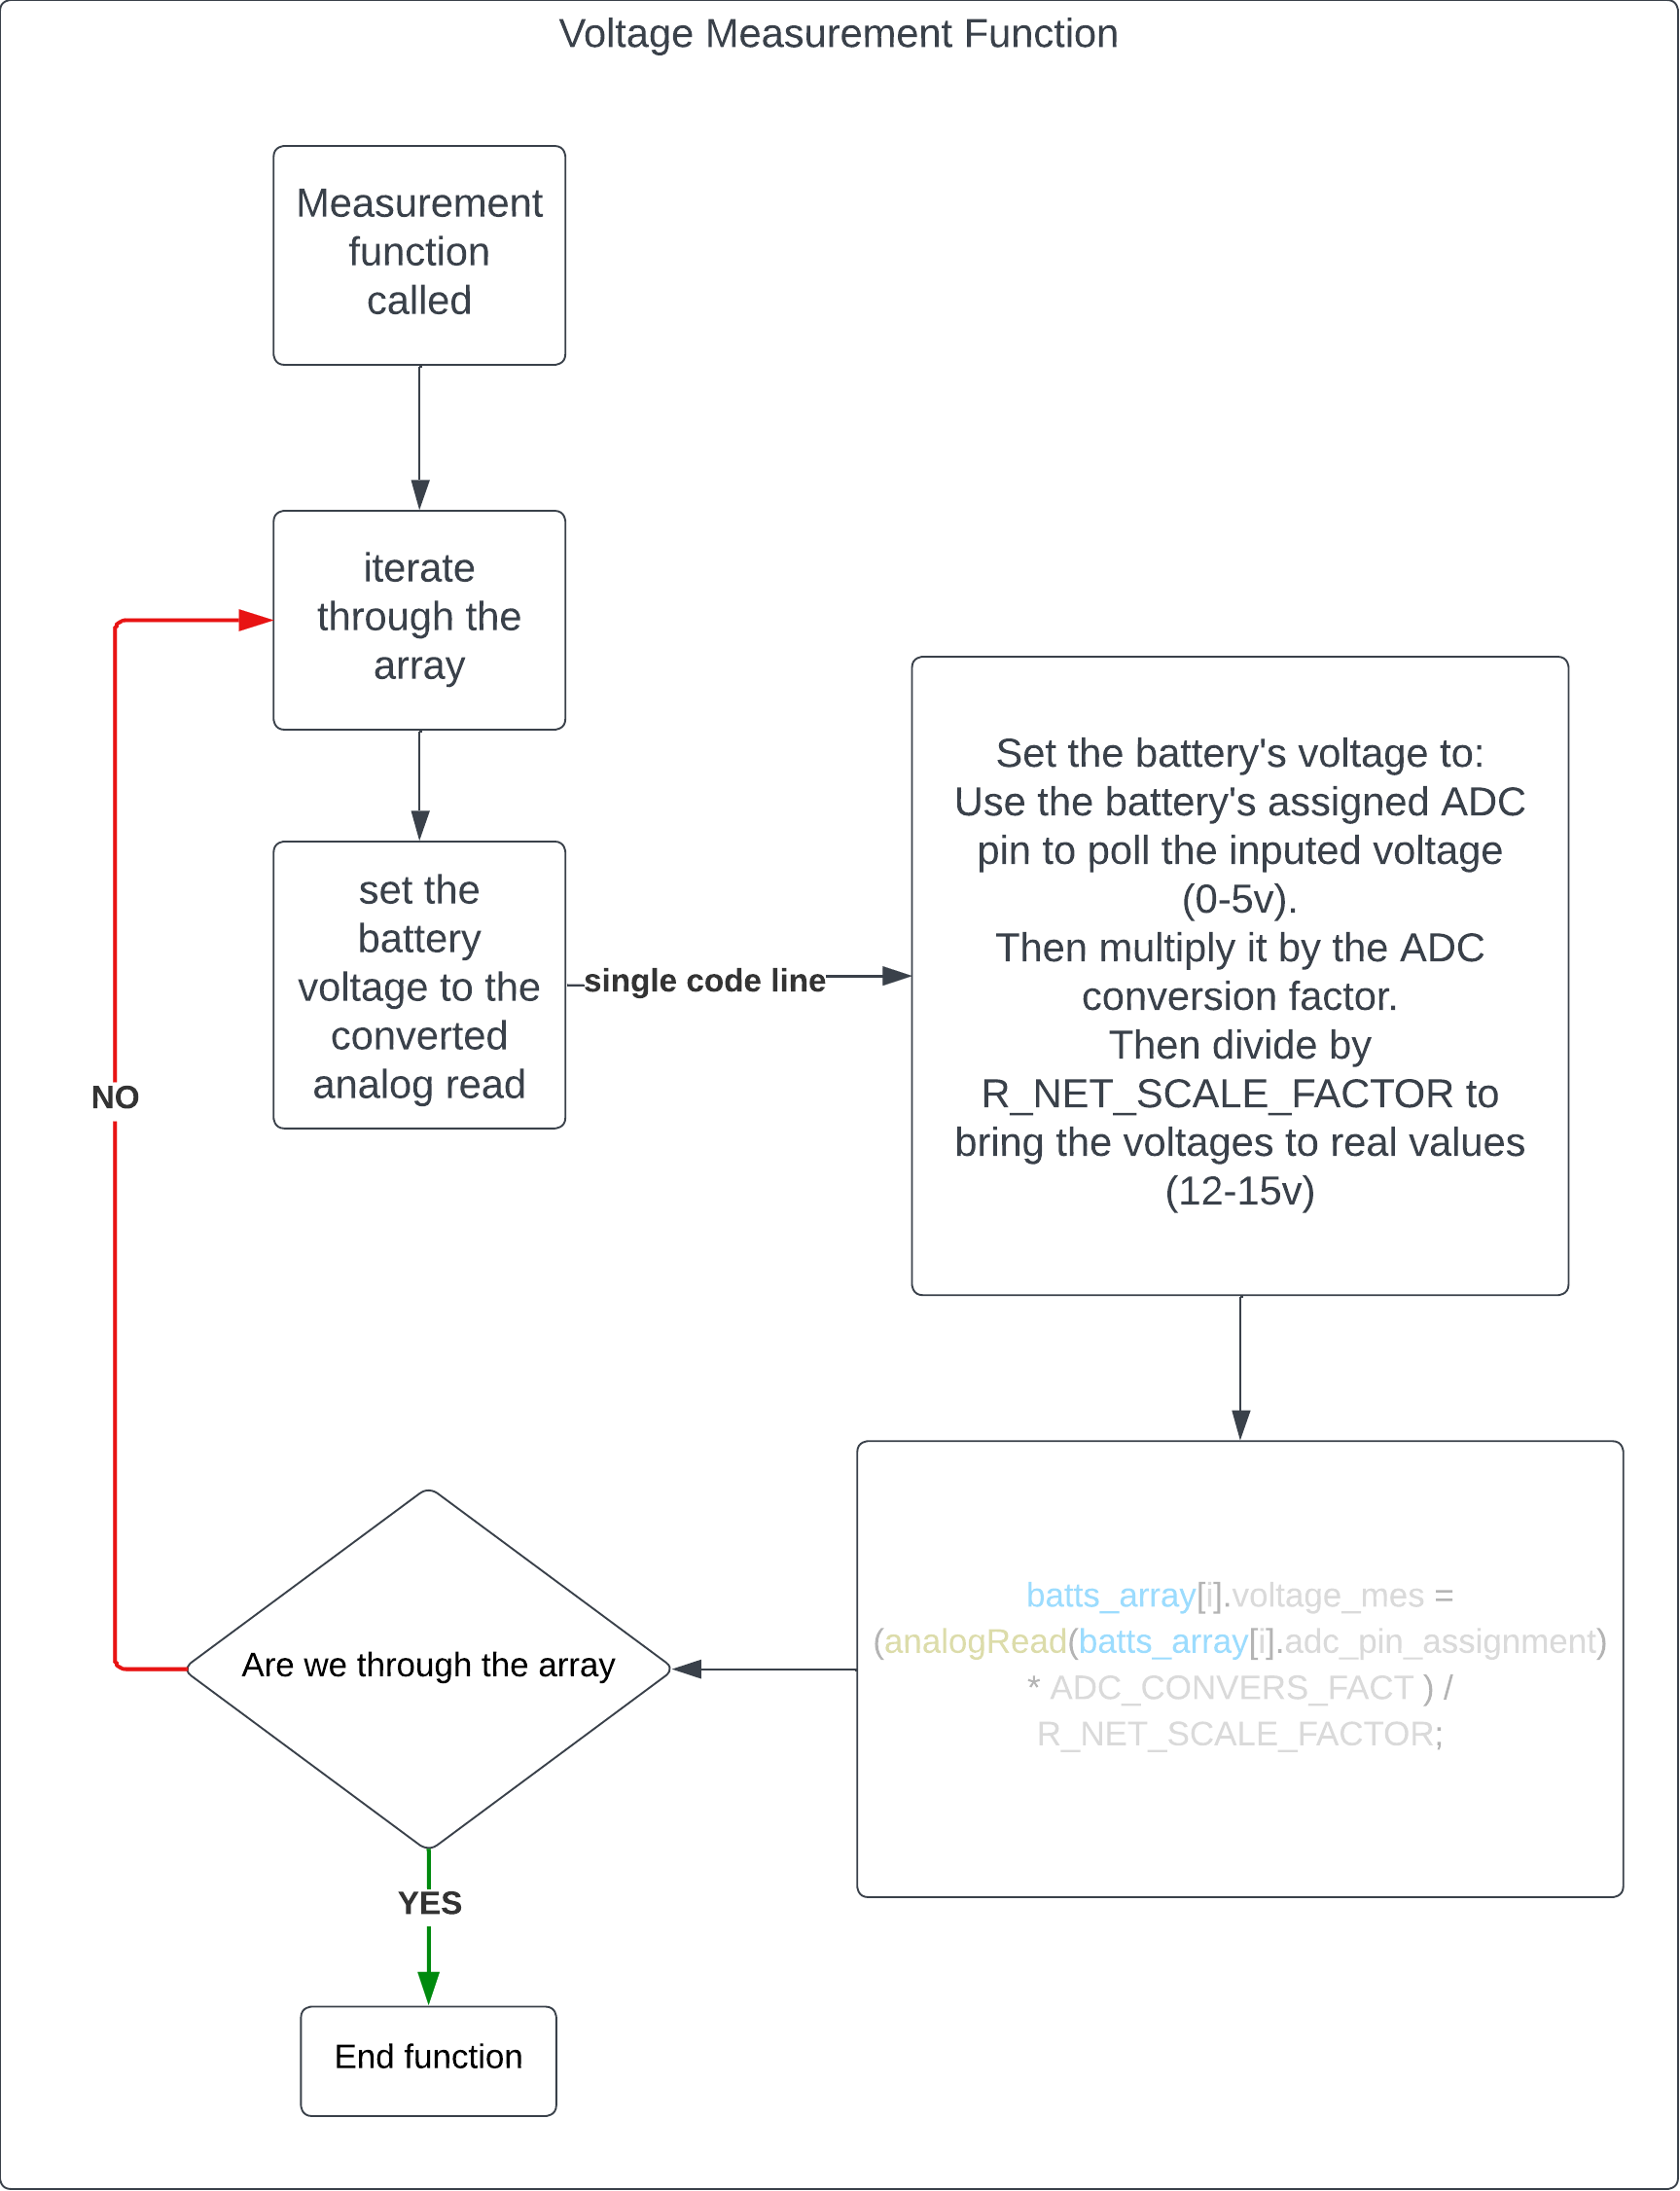 Voltage Measurement Function
Measurement
function
called
iterate
through the
array
set the
battery
voltage to the
converted
analog read
single code line
Set the battery's voltage to:
Use the battery's assigned ADC
pin to poll the inputed voltage
(0-5v).
Then multiply it by the ADC
conversion factor.
Then divide by
R_NET_SCALE_FACTOR to
bring the voltages to real values
(12-15v)
batts_array[i].voltage_mes =
(analogRead(batts_array[i].adc_pin_assignment)
* ADC_CONVERS_FACT ) /
R_NET_SCALE_FACTOR;
Are we through the array
NO
YES
End function